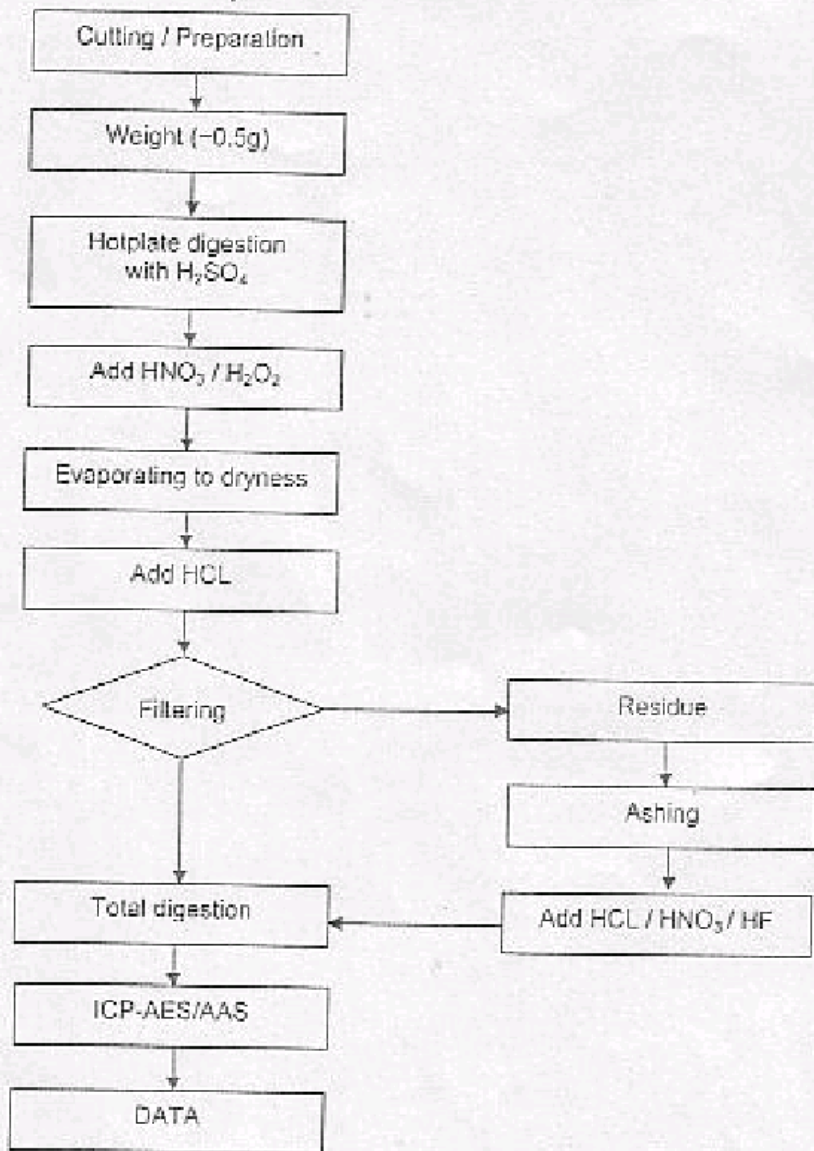 Cutting / Preparation
Weight (~0.5g)
Hotplate digestion
with H₂SO₄
Add HNO₃ / H₂O₂
Evaporating to dryness
Add HCL
Filtering
Residue
Ashing
Add HCL / HNO₃ / HF
Total digestion
ICP-AES/AAS
DATA